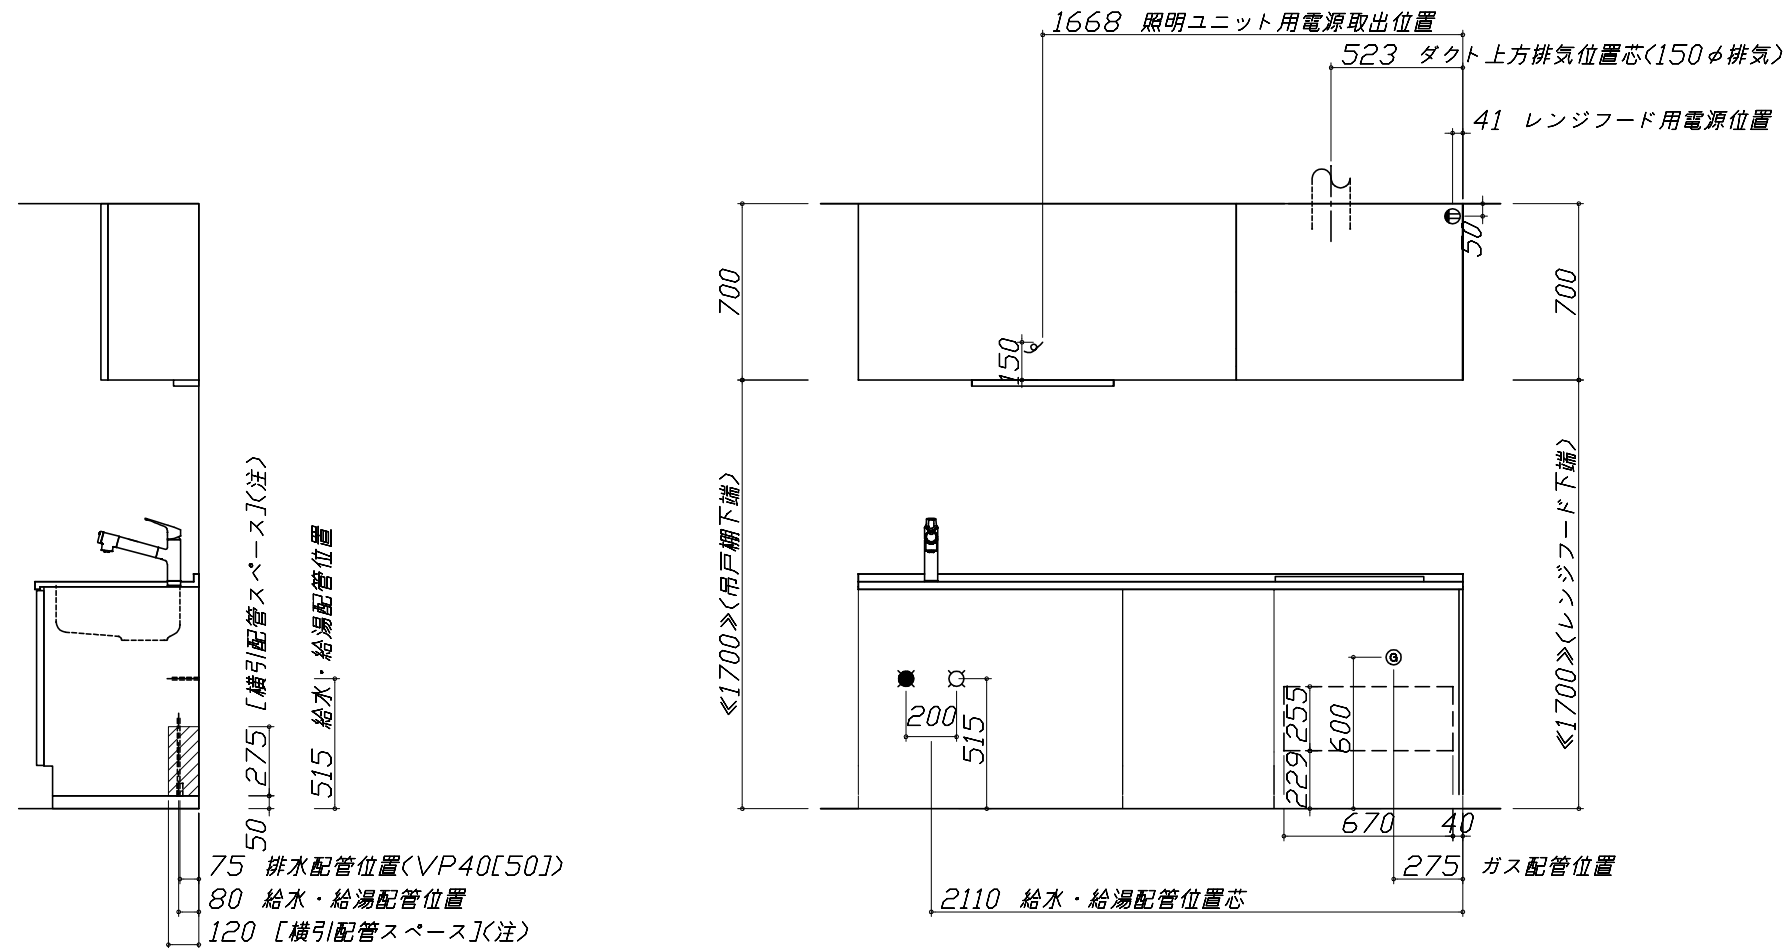 1668 照明ユニット用電源取出位置
523 ダクト上方排気位置芯(150φ排気)
41 レンジフード用電源位置
50
700
700
150
≪1700≫(吊戸棚下端)
≪1700≫(レンジフード下端)
[横引配管スペース](注)
275
50
515 給水・給湯配管位置
200
515
G
255
229
600
670
40
75 排水配管位置(VP40[50])
80 給水・給湯配管位置
120 [横引配管スペース](注)
275 ガス配管位置
2110 給水・給湯配管位置芯